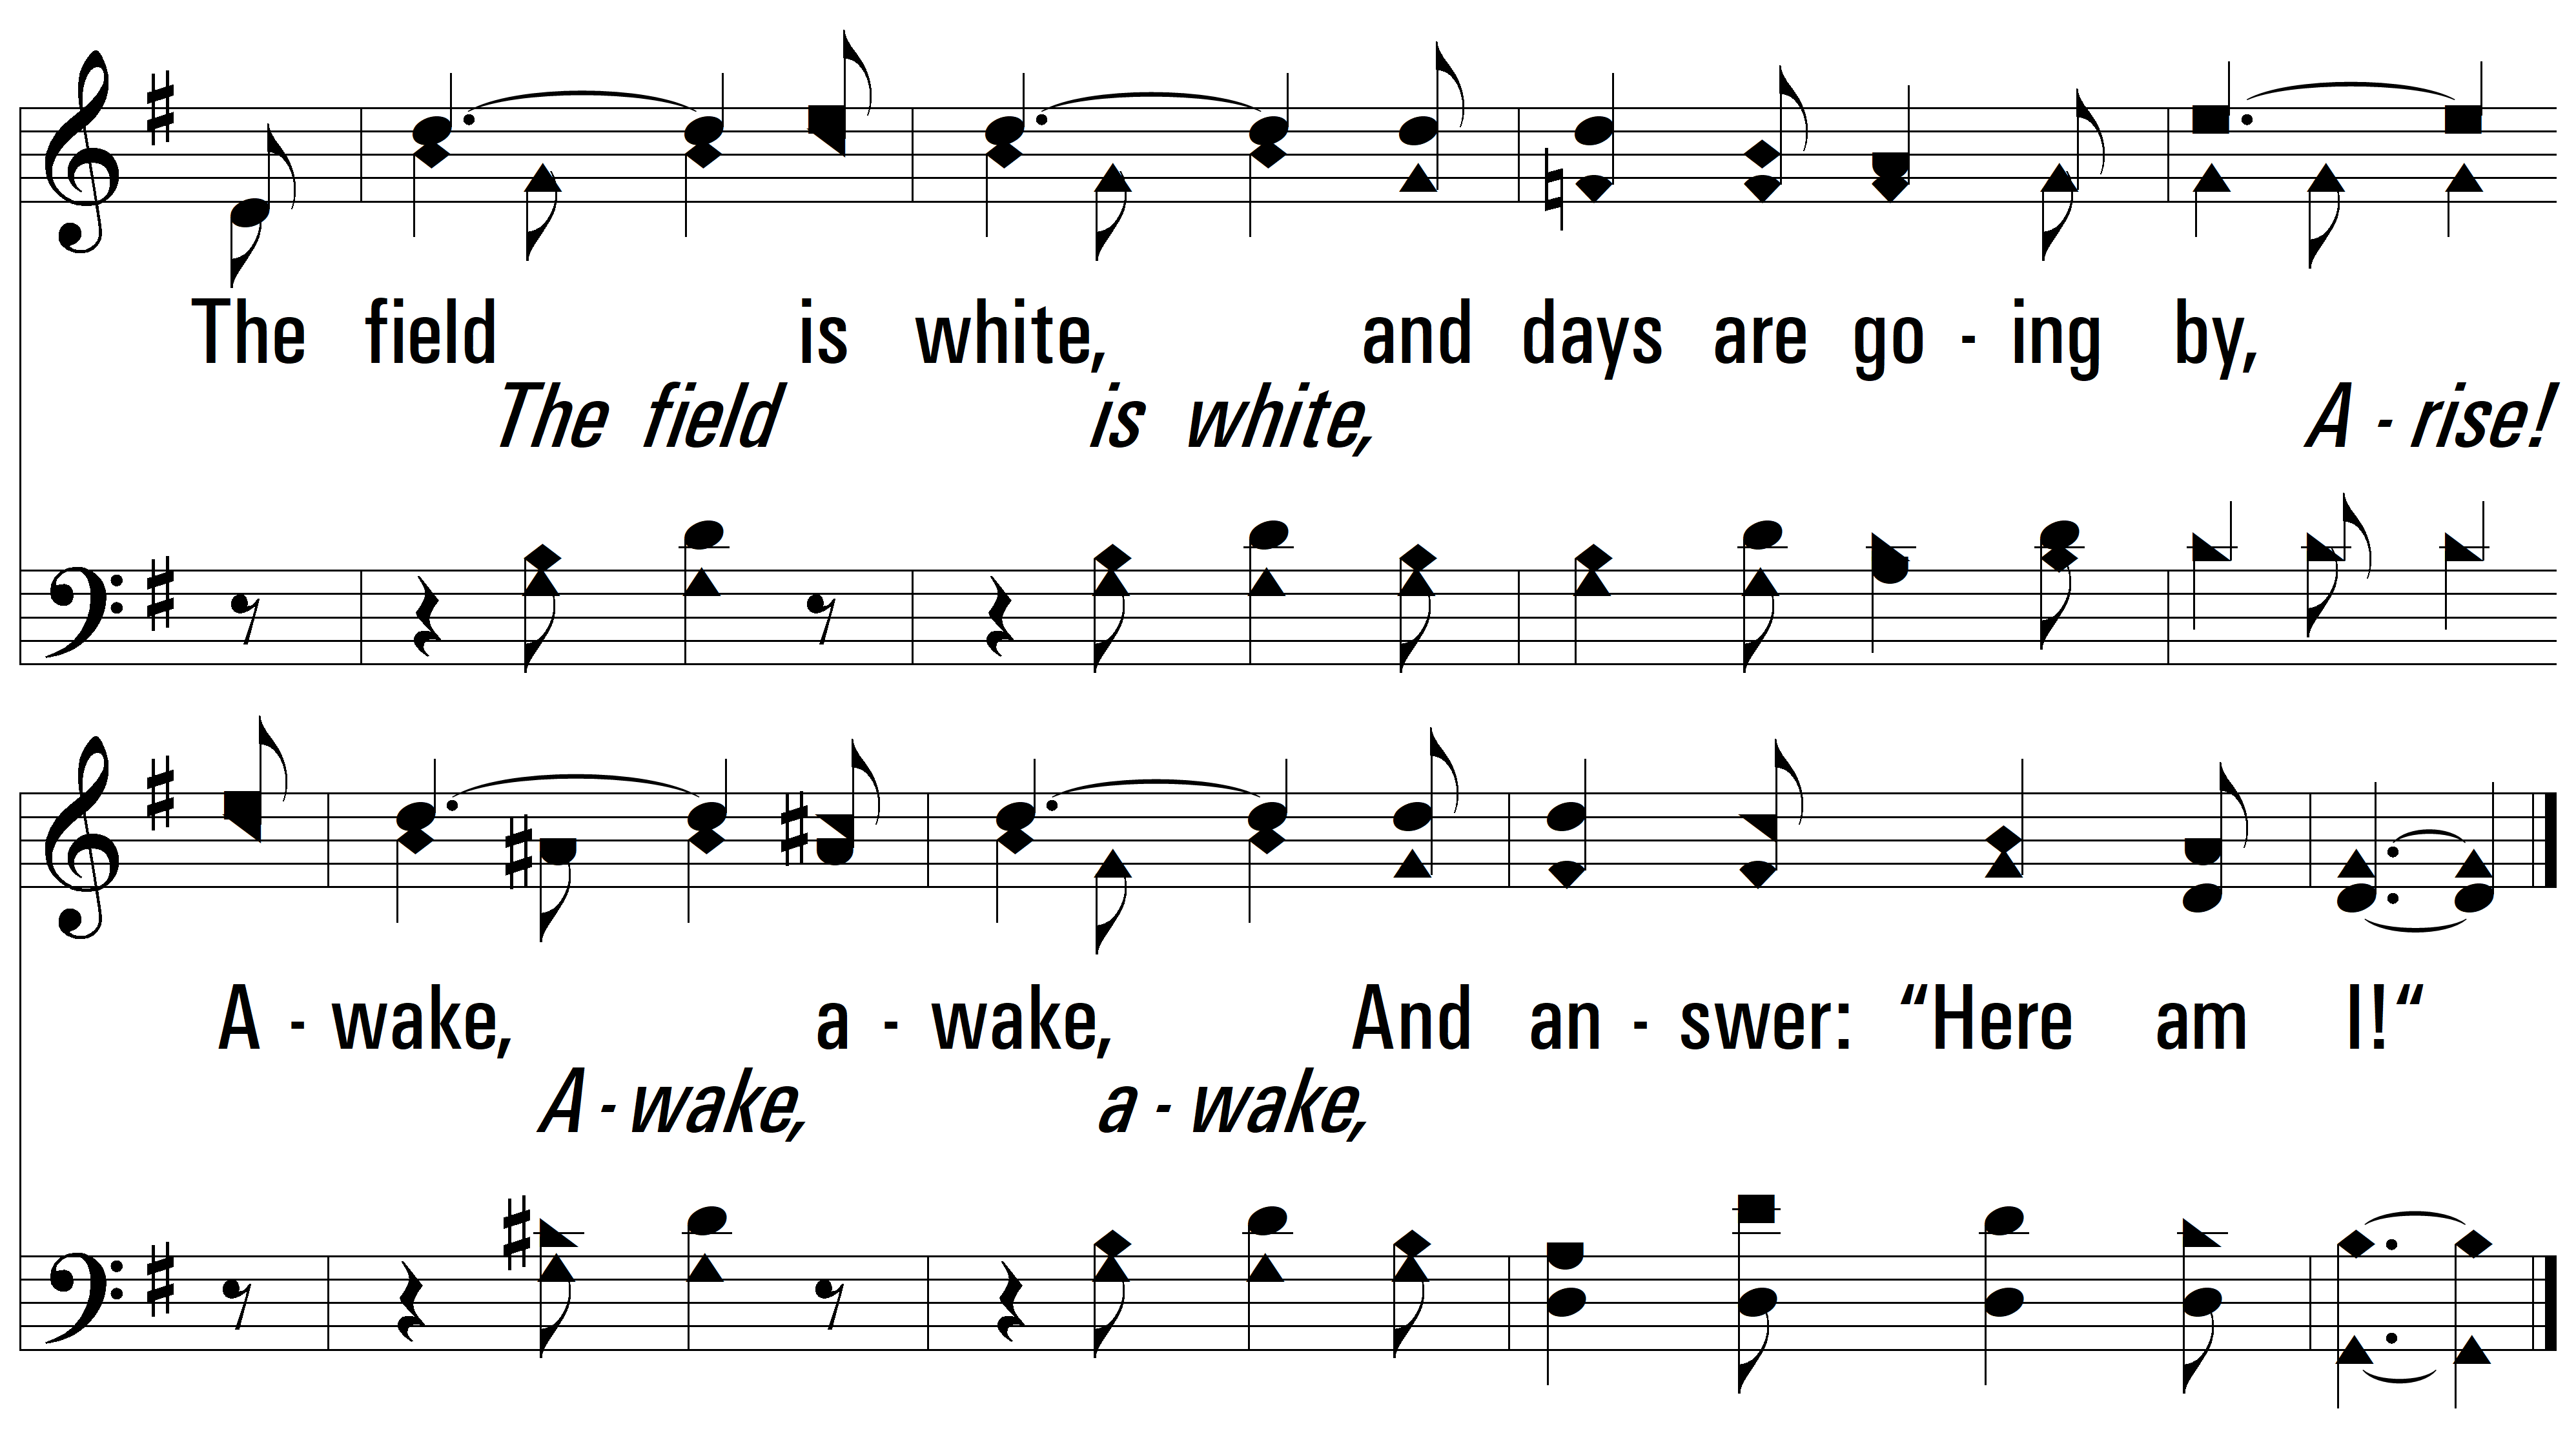 The field is white, and days are go - ing by,
The field is white, A - rise!
A - wake, a - wake, And an - swer: “Here am I!“
A - wake, a - wake,